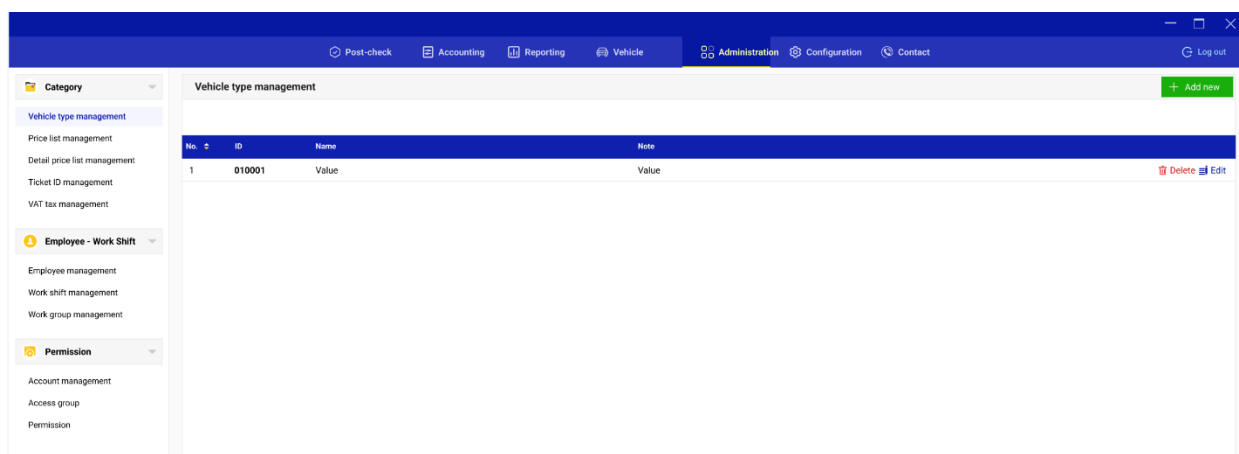 Post-check Accounting Reporting Vehicle Administration Configuration Contact Log out
Category
Vehicle type management
Price list management
Detail price list management
Ticket ID management
VAT tax management
Employee - Work Shift
Employee management
Work shift management
Work group management
Permission
Account management
Access group
Permission
Vehicle type management + Add new
No. ID Name Note
1 010001 Value Value Delete Edit